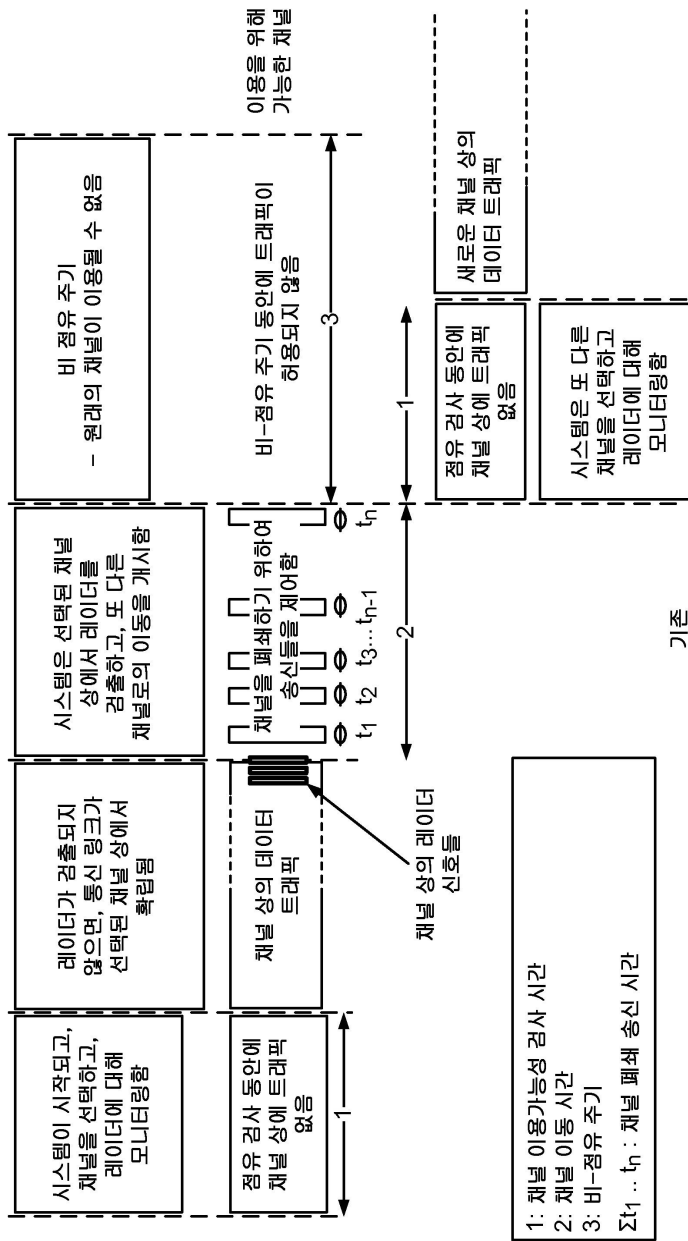 시스템이 시작되고,
채널을 선택하고,
레이더에 대해
모니터링함
레이더가 검출되지
않으면, 통신 링크가
선택된 채널 상에서
확립됨
시스템은 선택된 채널
상에서 레이더를
검출하고, 또 다른
채널로의 이동을 개시함
비 점유 주기
– 원래의 채널이 이용될 수 없음
점유 검사 동안에
채널 상에 트래픽
없음
1
채널 상의 데이터
트래픽
채널 상의 레이더
신호들
채널을 폐쇄하기 위하여
송신들을 제어함
t1 t2 t3...tn-1 tn
2
비-점유 주기 동안에 트래픽이
허용되지 않음
3
이용을 위해
가능한 채널
점유 검사 동안에
채널 상에 트래픽
없음
1
새로운 채널 상의
데이터 트래픽
시스템은 또 다른
채널을 선택하고
레이더에 대해
모니터링함
1: 채널 이용가능성 검사 시간
2: 채널 이동 시간
3: 비-점유 주기
Σt1 .. tn : 채널 폐쇄 송신 시간
기존